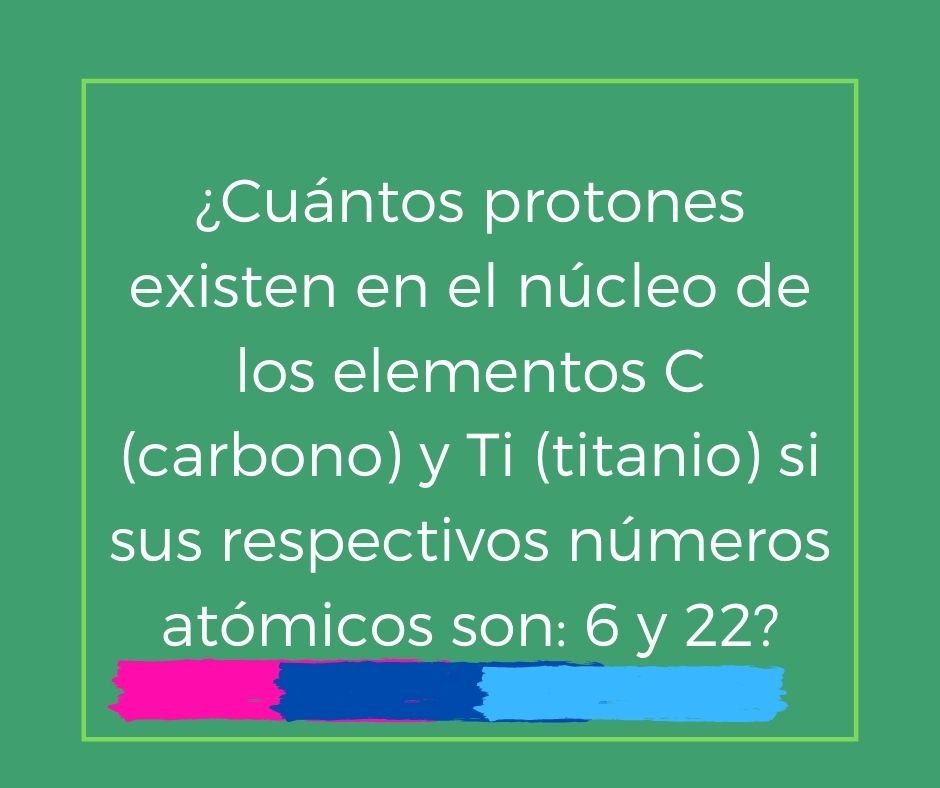 ¿Cuántos protones
existen en el núcleo de
los elementos C
(carbono) y Ti (titanio) si
sus respectivos números
atómicos son: 6 y 22?